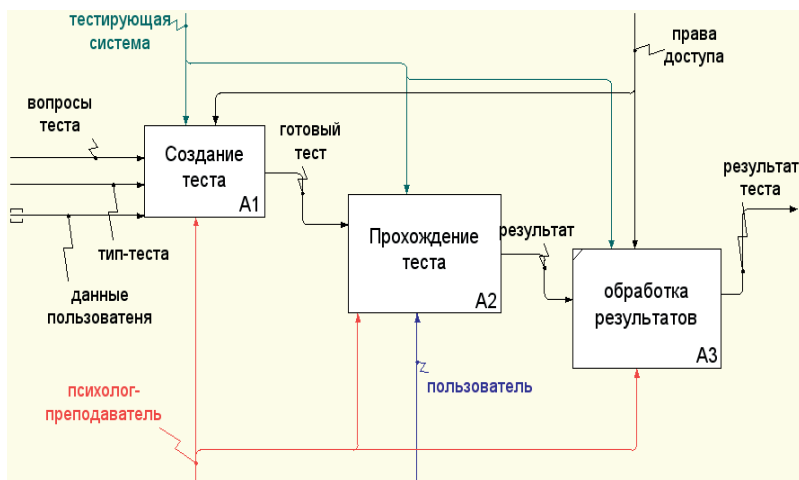 тестирующая
система
права
доступа
вопросы
теста
готовый
тест
Создание
теста
A1
результат
теста
Прохождение
теста
A2
результат
тип-теста
данные
пользоватеня
обработка
результатов
A3
психолог-
преподаватель
пользователь